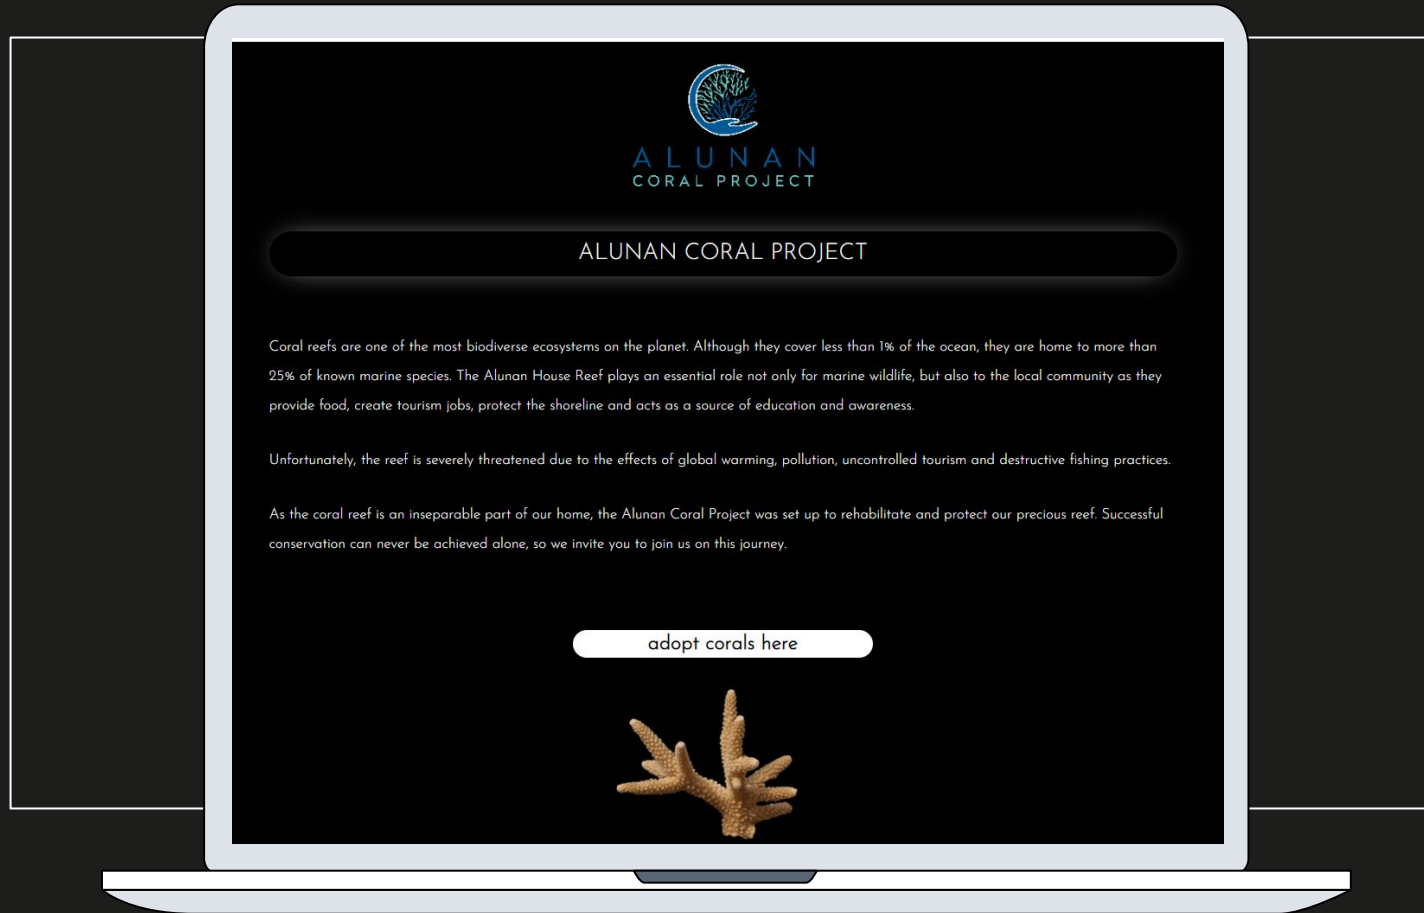 ALUNAN
CORAL PROJECT
ALUNAN CORAL PROJECT
Coral reefs are one of the most biodiverse ecosystems on the planet. Although they cover less than 1% of the ocean, they are home to more than
25% of known marine species. The Alunan House Reef plays an essential role not only for marine wildlife, but also to the local community as they
provide food, create tourism jobs, protect the shoreline and acts as a source of education and awareness.
Unfortunately, the reef is severely threatened due to the effects of global warming, pollution, uncontrolled tourism and destructive fishing practices.
As the coral reef is an inseparable part of our home, the Alunan Coral Project was set up to rehabilitate and protect our precious reef. Successful
conservation can never be achieved alone, so we invite you to join us on this journey.
adopt corals here